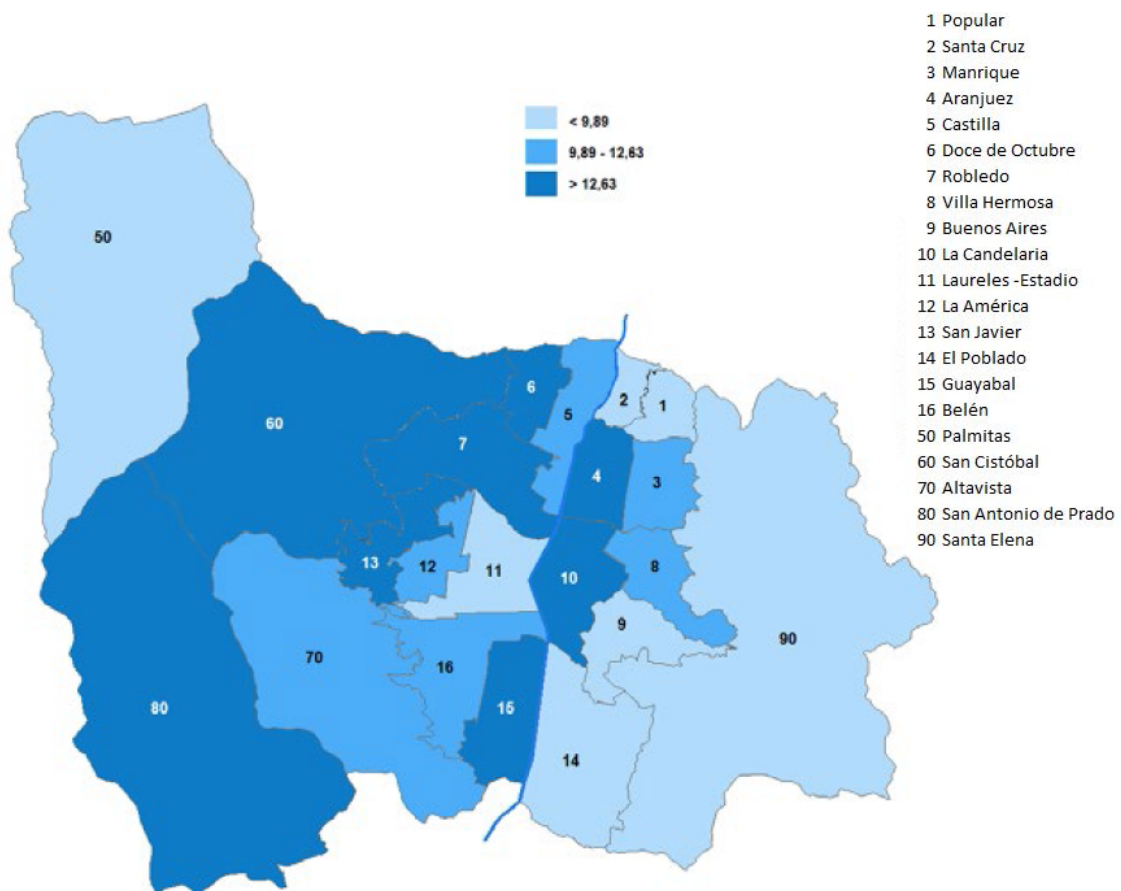 1 Popular
2 Santa Cruz
3 Manrique
4 Aranjuez
5 Castilla
6 Doce de Octubre
7 Robledo
8 Villa Hermosa
9 Buenos Aires
10 La Candelaria
11 Laureles -Estadio
12 La América
13 San Javier
14 El Poblado
15 Guayabal
16 Belén
50 Palmitas
60 San Cistóbal
70 Altavista
80 San Antonio de Prado
90 Santa Elena
< 9,89
9,89 - 12,63
> 12,63
50
60
6
5
2
1
7
4
3
13
12
11
10
8
9
90
70
16
80
15
14